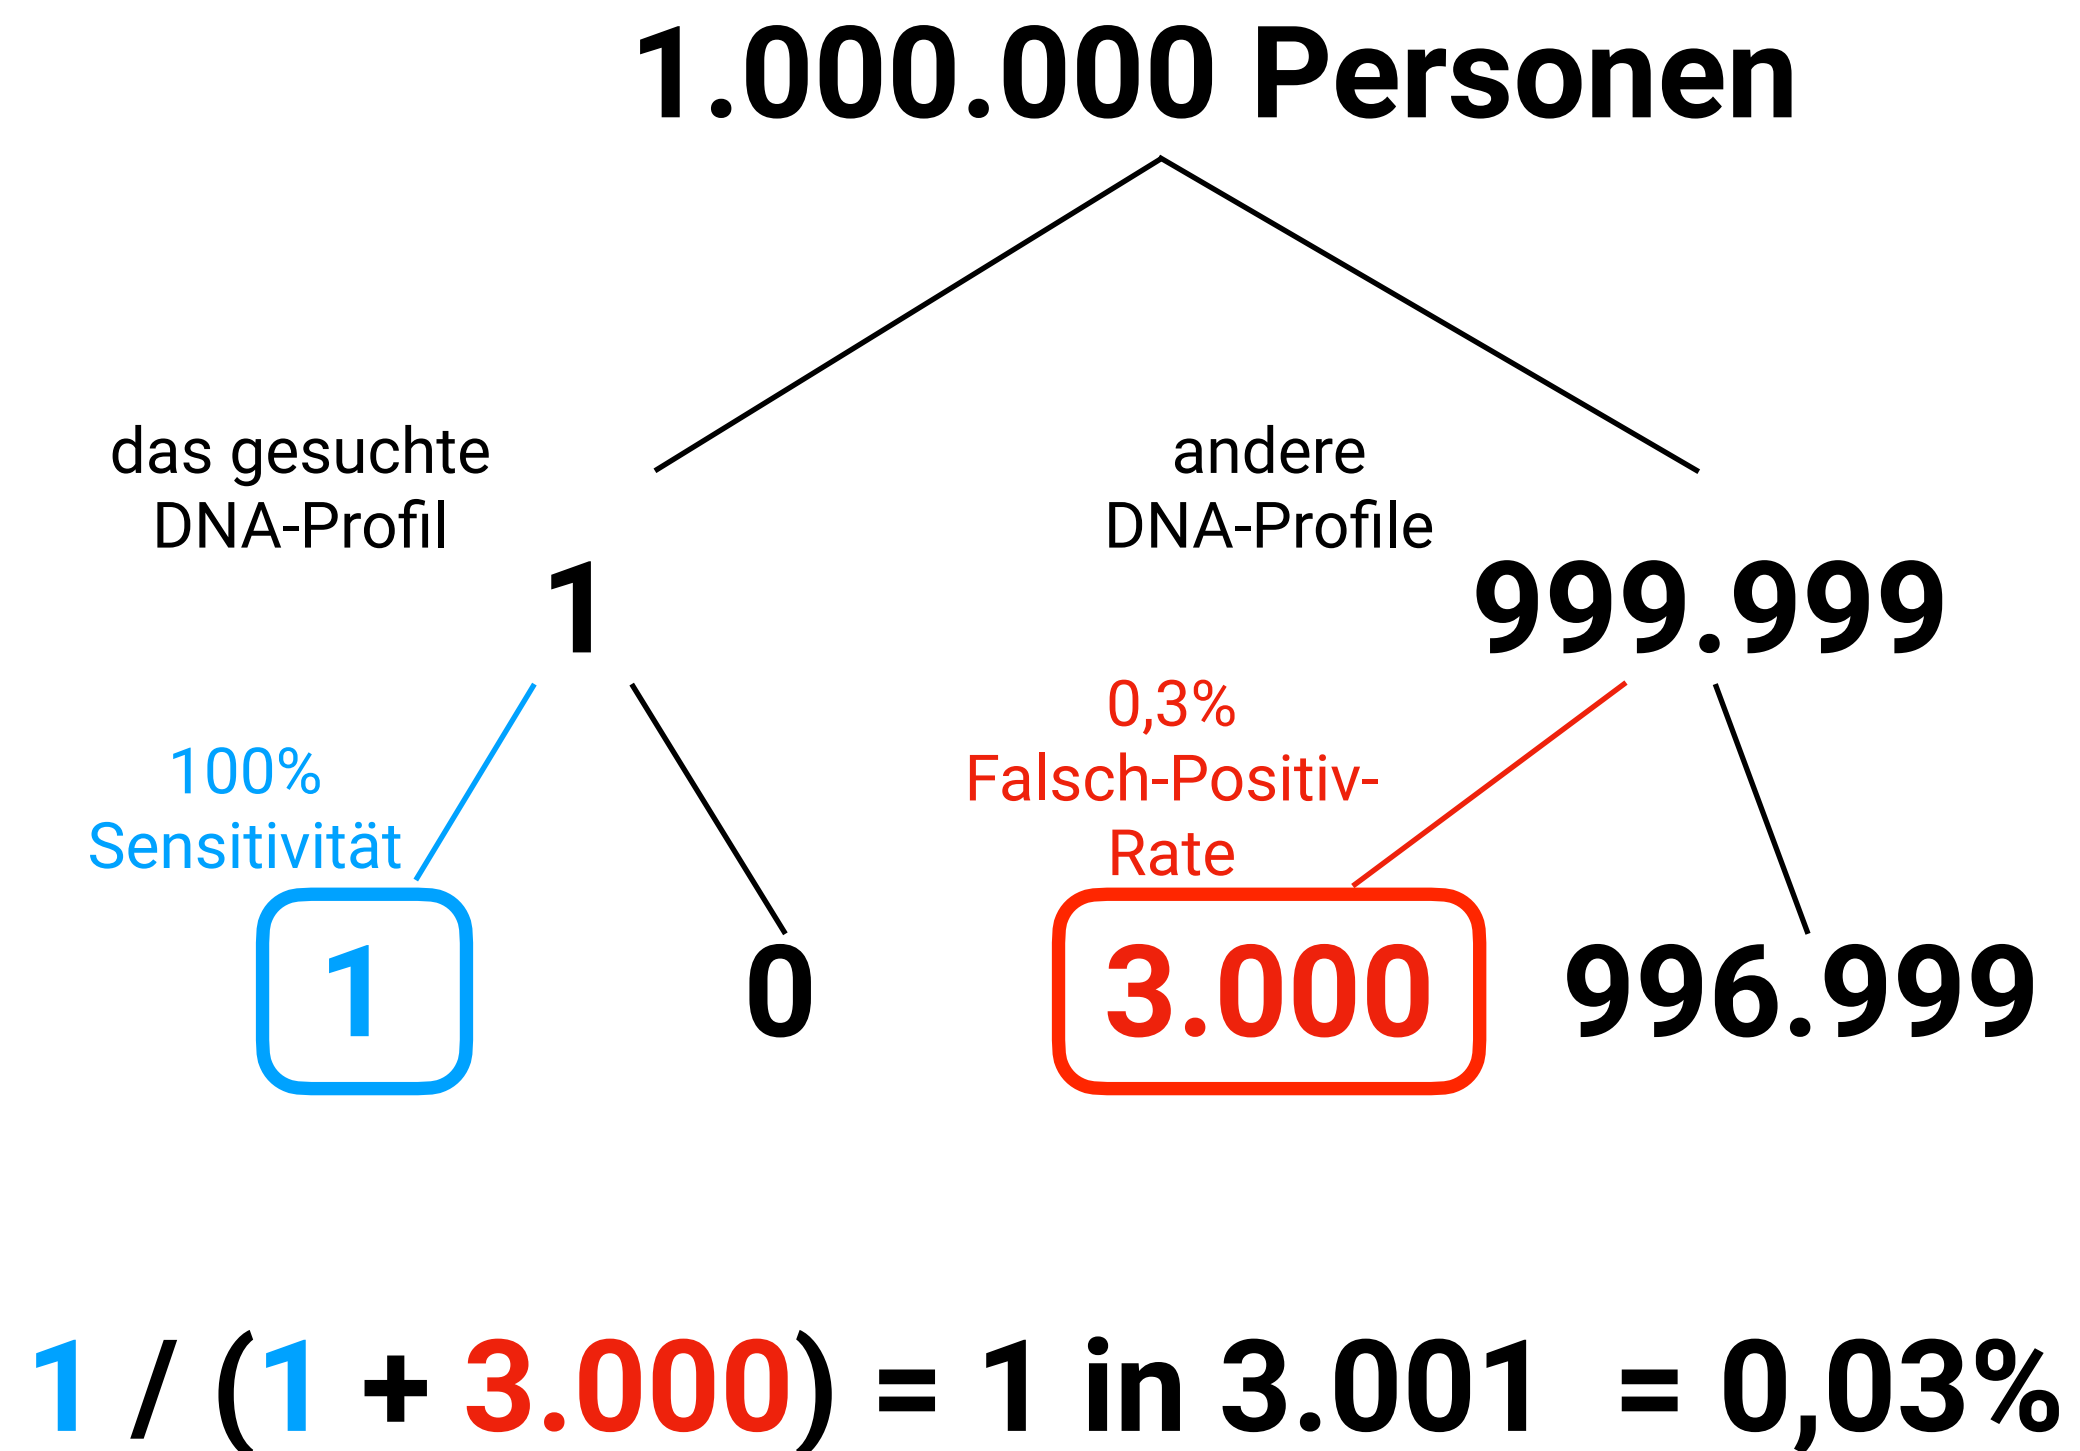 1.000.000 Personen
das gesuchte
DNA-Profil
1
andere
DNA-Profile
999.999
100%
Sensitivität
1
0
0,3%
Falsch-Positiv-
Rate
3.000
996.999
1 / (1 + 3.000) = 1 in 3.001 = 0,03%